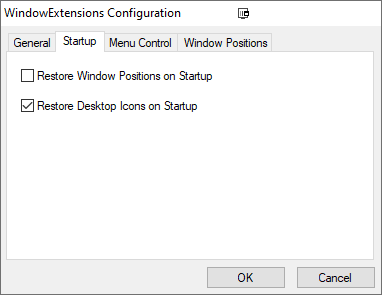 WindowExtensions Configuration
General Startup Menu Control Window Positions
Restore Window Positions on Startup
Restore Desktop Icons on Startup
OK Cancel